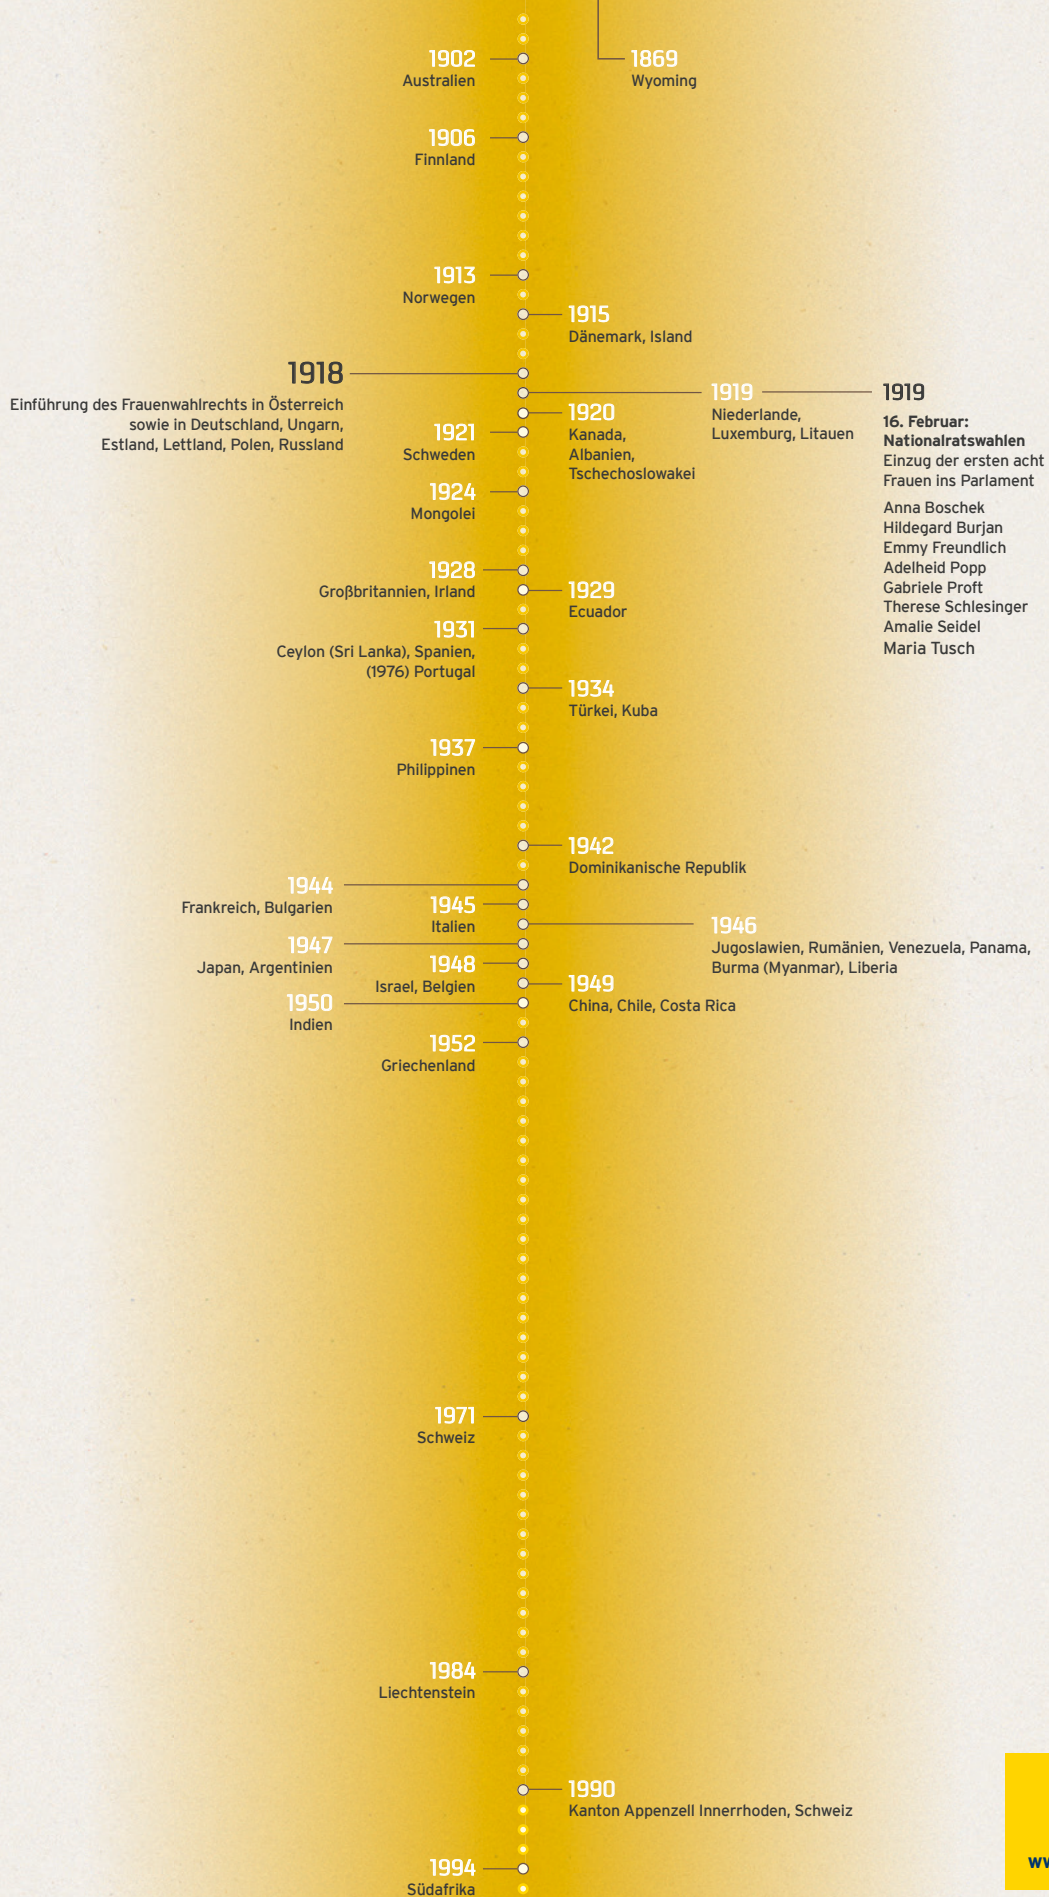 1902
Australien
1869
Wyoming
1906
Finnland
1913
Norwegen
1915
Dänemark, Island
1918
Einführung des Frauenwahlrechts in Österreich
sowie in Deutschland, Ungarn,
Estland, Lettland, Polen, Russland
1919
Niederlande,
Luxemburg, Litauen
1919
16. Februar:
Nationalratswahlen
Einzug der ersten acht
Frauen ins Parlament
Anna Boschek
Hildegard Burjan
Emmy Freundlich
Adelheid Popp
Gabriele Proft
Therese Schlesinger
Amalie Seidel
Maria Tusch
1920
Kanada,
Albanien,
Tschechoslowakei
1921
Schweden
1924
Mongolei
1928
Großbritannien, Irland
1929
Ecuador
1931
Ceylon (Sri Lanka), Spanien,
(1976) Portugal
1934
Türkei, Kuba
1937
Philippinen
1942
Dominikanische Republik
1944
Frankreich, Bulgarien
1945
Italien
1946
Jugoslawien, Rumänien, Venezuela, Panama,
Burma (Myanmar), Liberia
1947
Japan, Argentinien
1948
Israel, Belgien
1949
China, Chile, Costa Rica
1950
Indien
1952
Griechenland
1971
Schweiz
1984
Liechtenstein
1990
Kanton Appenzell Innerrhoden, Schweiz
1994
Südafrika